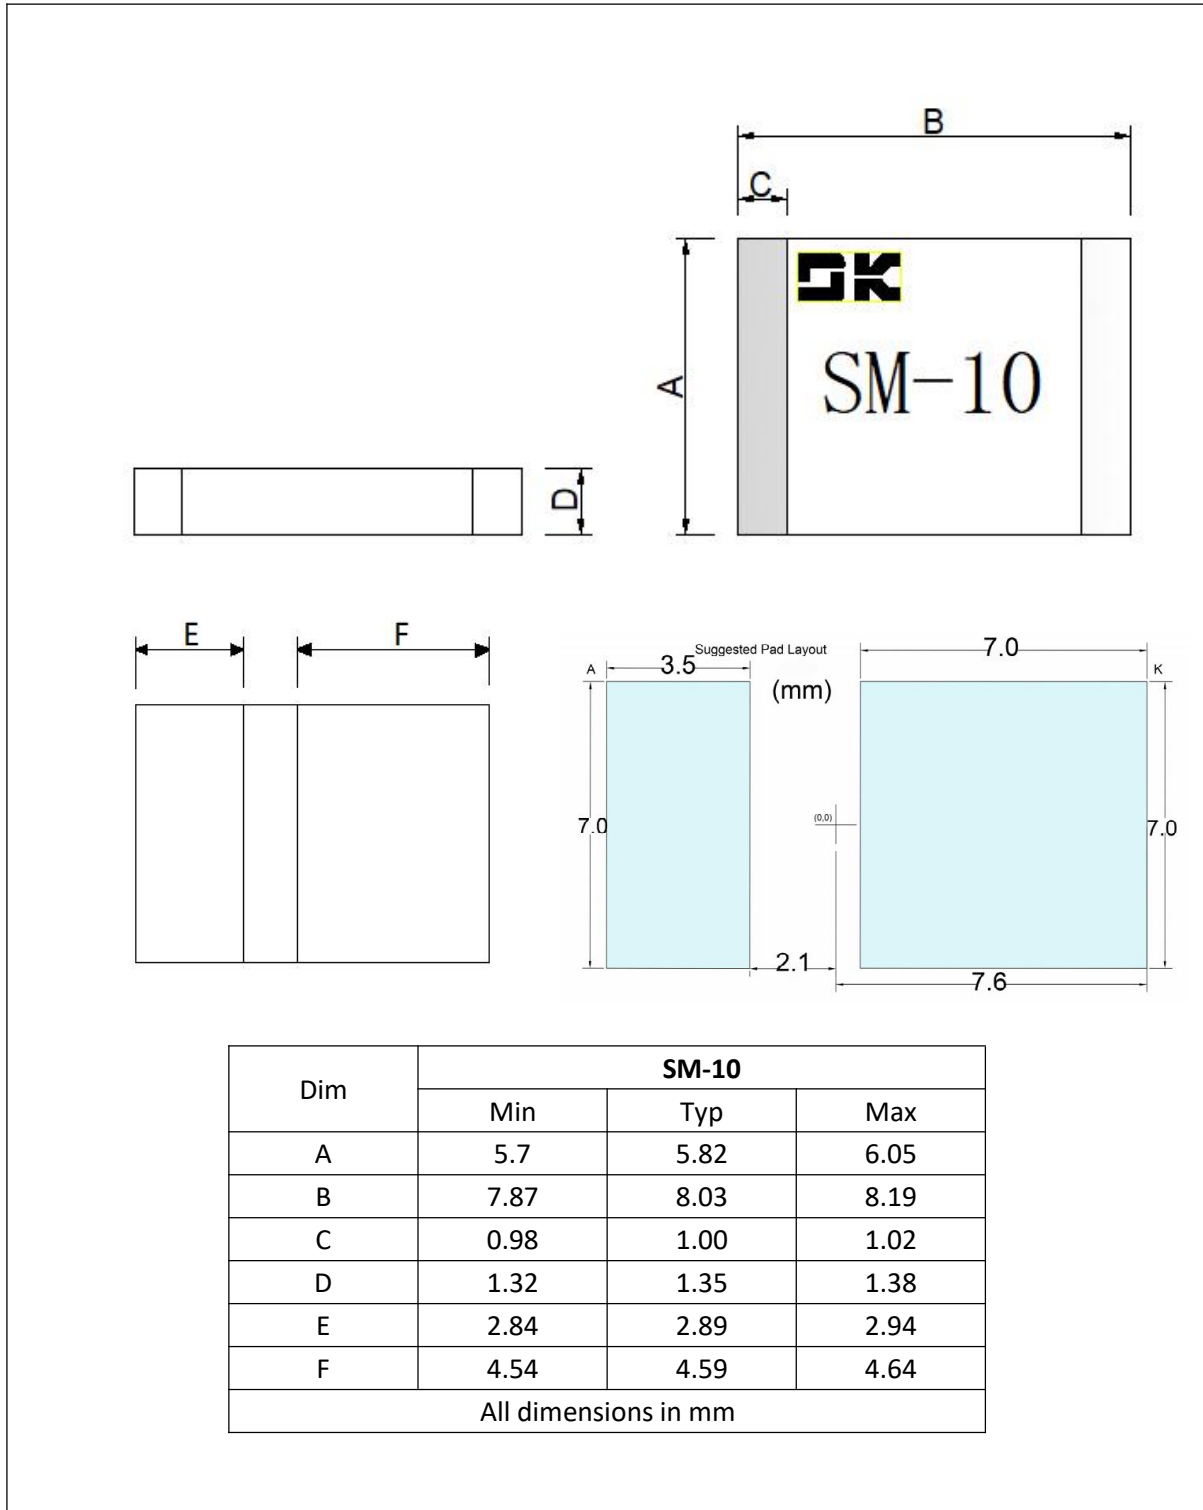 B
C
SK
A
SM-10
D
E
F
Suggested Pad Layout
A
3.5
(mm)
7.0
K
7.0
(0,0)
7.0
2.1
7.6
Dim SM-10
Min Typ Max
A 5.7 5.82 6.05
B 7.87 8.03 8.19
C 0.98 1.00 1.02
D 1.32 1.35 1.38
E 2.84 2.89 2.94
F 4.54 4.59 4.64
All dimensions in mm